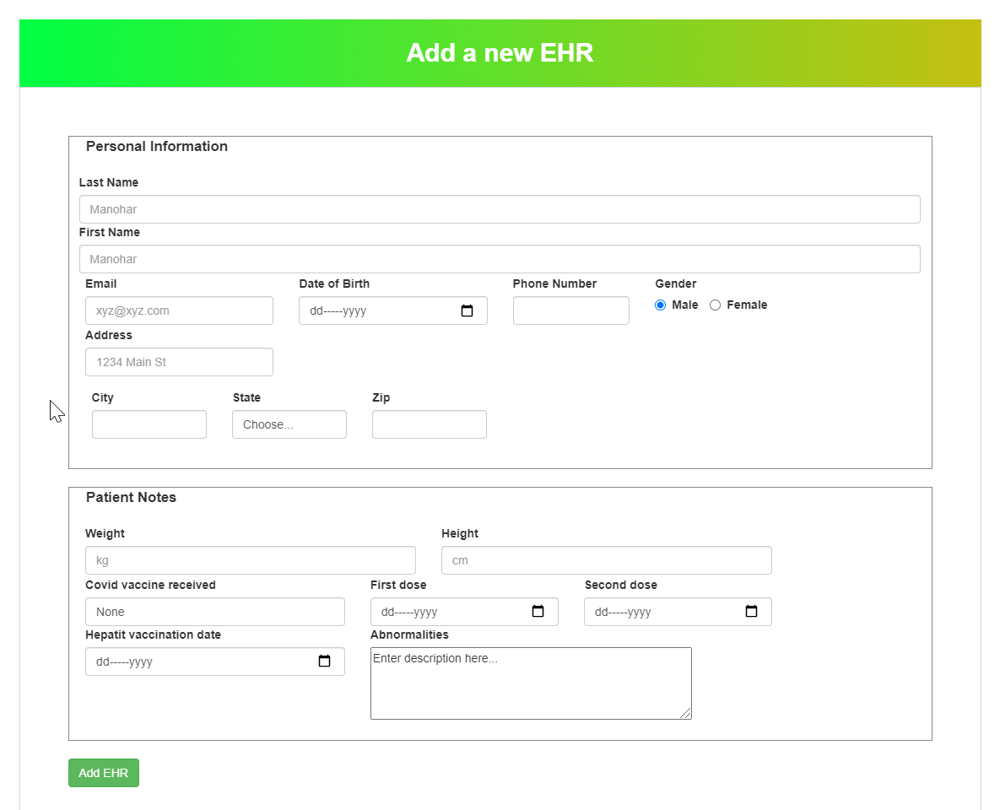 Add a new EHR
Personal Information
Last Name
Manohar
First Name
Manohar
Email Date of Birth Phone Number Gender
xyz@xyz.com dd-----yyyy Male Female
Address
1234 Main St
City State Zip
Choose...
Patient Notes
Weight Height
kg cm
Covid vaccine received First dose Second dose
None dd-----yyyy dd-----yyyy
Hepatit vaccination date Abnormalities
dd-----yyyy Enter description here...
Add EHR